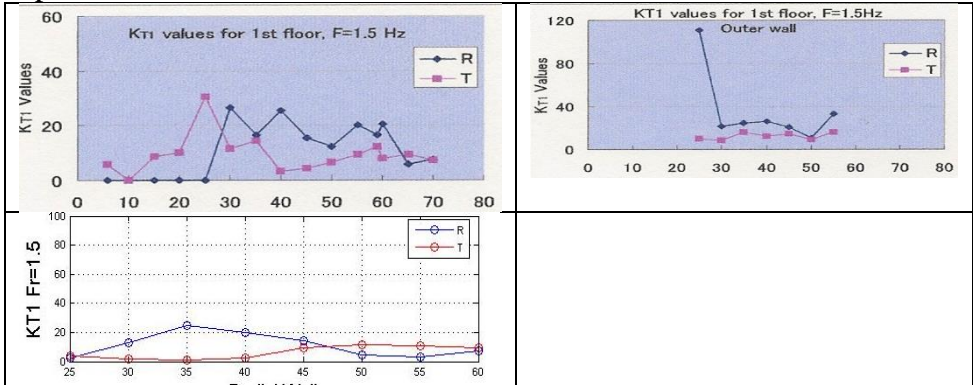 60
KT1 values for 1st floor, F=1.5 Hz
R
T
40
20
0
KT1 Values
0 10 20 30 40 50 60 70 80
KT1 values for 1st floor, F=1.5Hz
Outer wall
120
R
T
80
40
0
KT1 Values
0 10 20 30 40 50 60 70 80
100
R
T
80
60
40
20
0
KT1 Fr=1.5
25 30 35 40 45 50 55 60